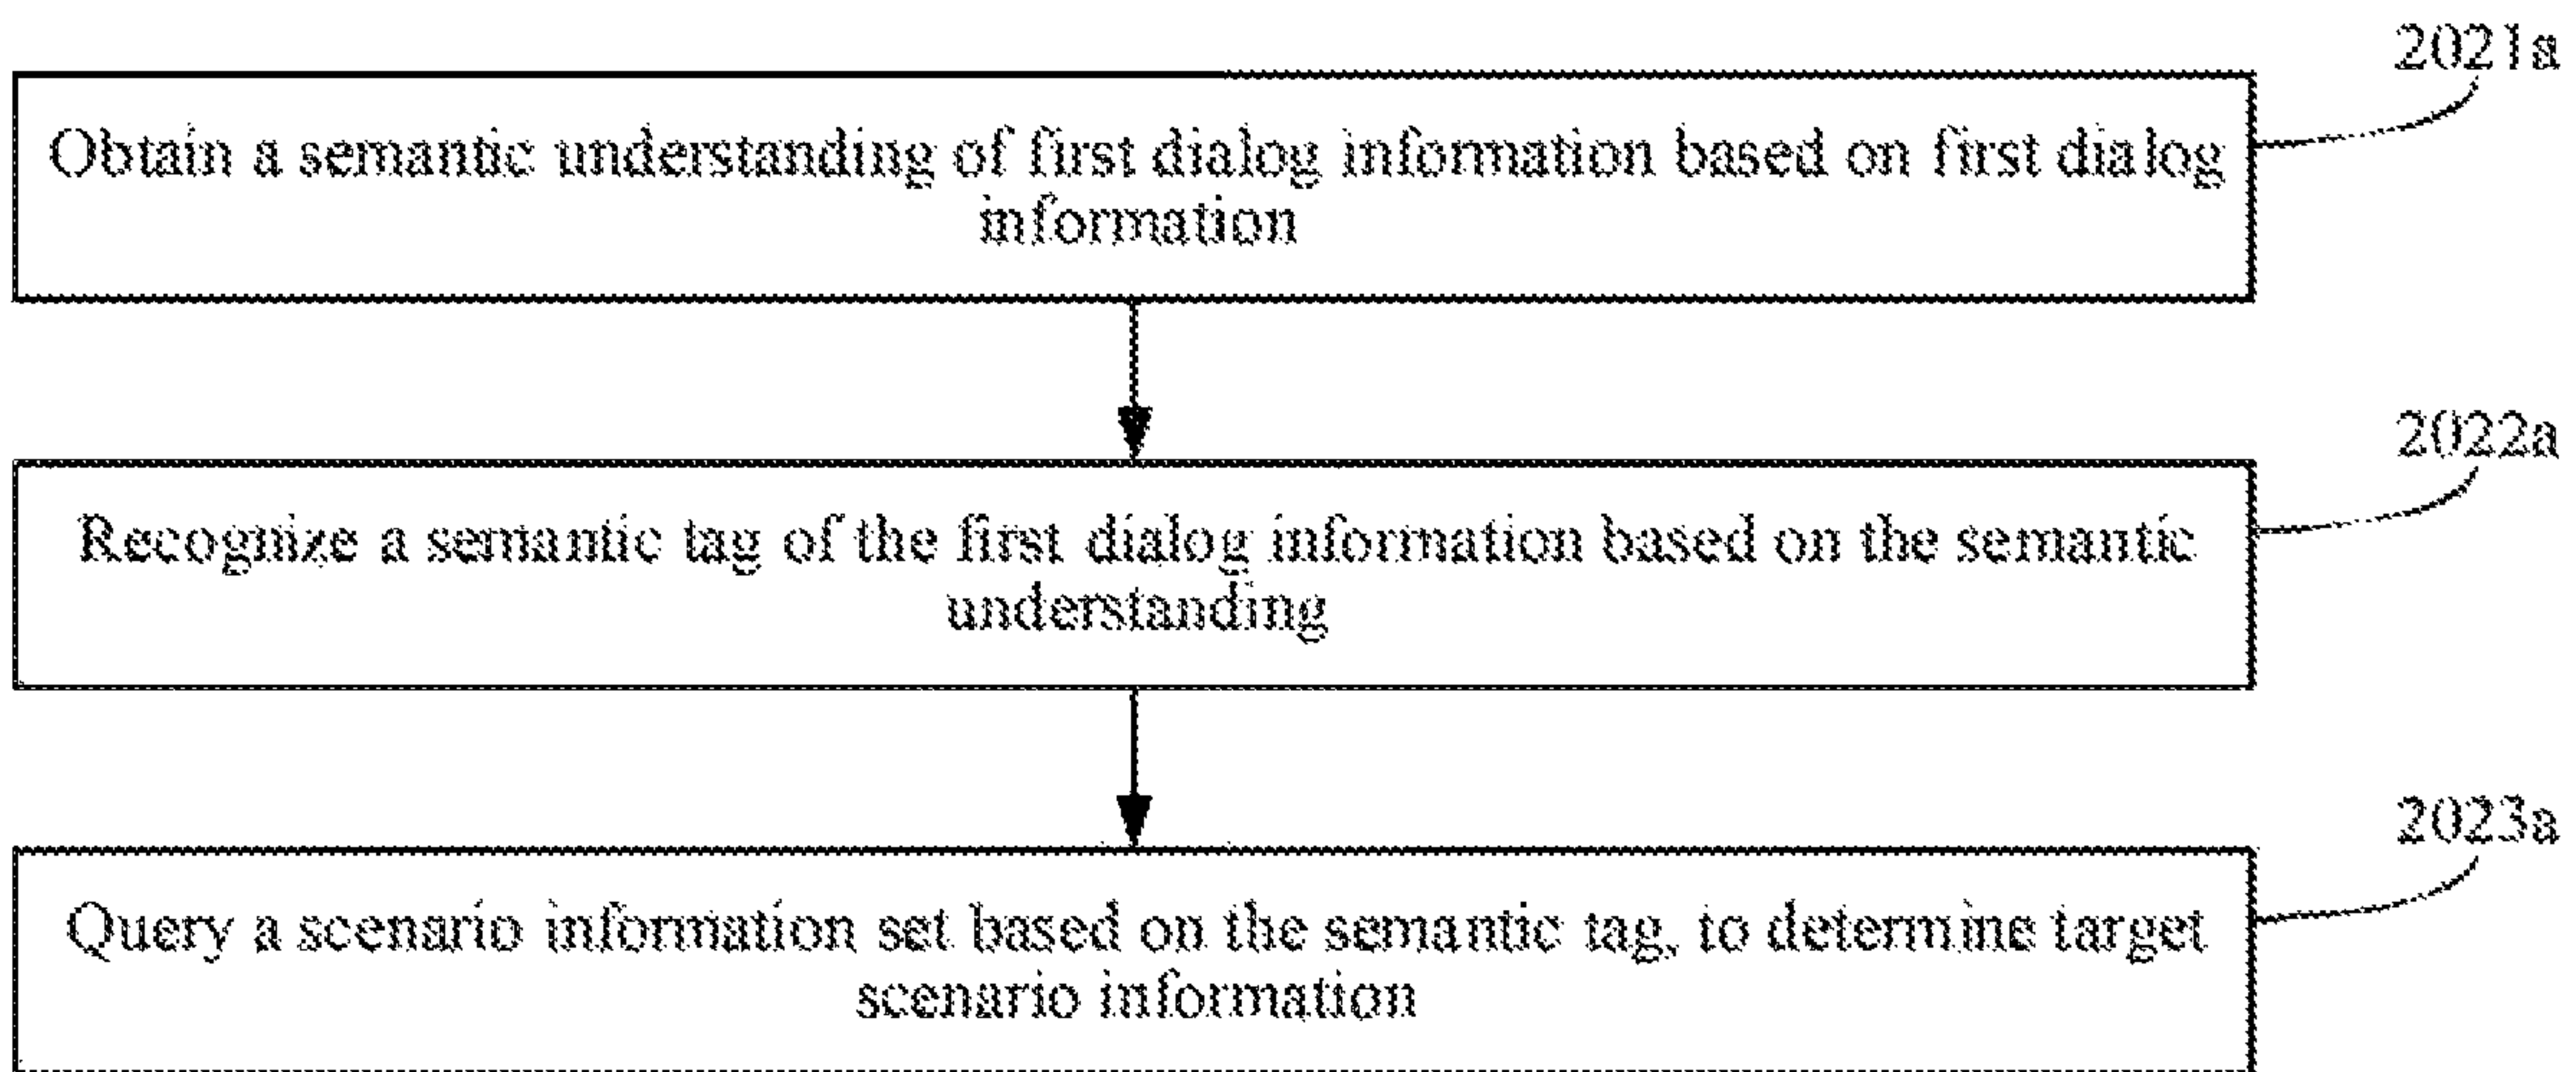 2021a
Obtain a semantic understanding of first dialog information based on first dialog
information
2022a
Recognize a semantic tag of the first dialog information based on the semantic
understanding
2023a
Query a scenario information set based on the semantic tag, to determine target
scenario information